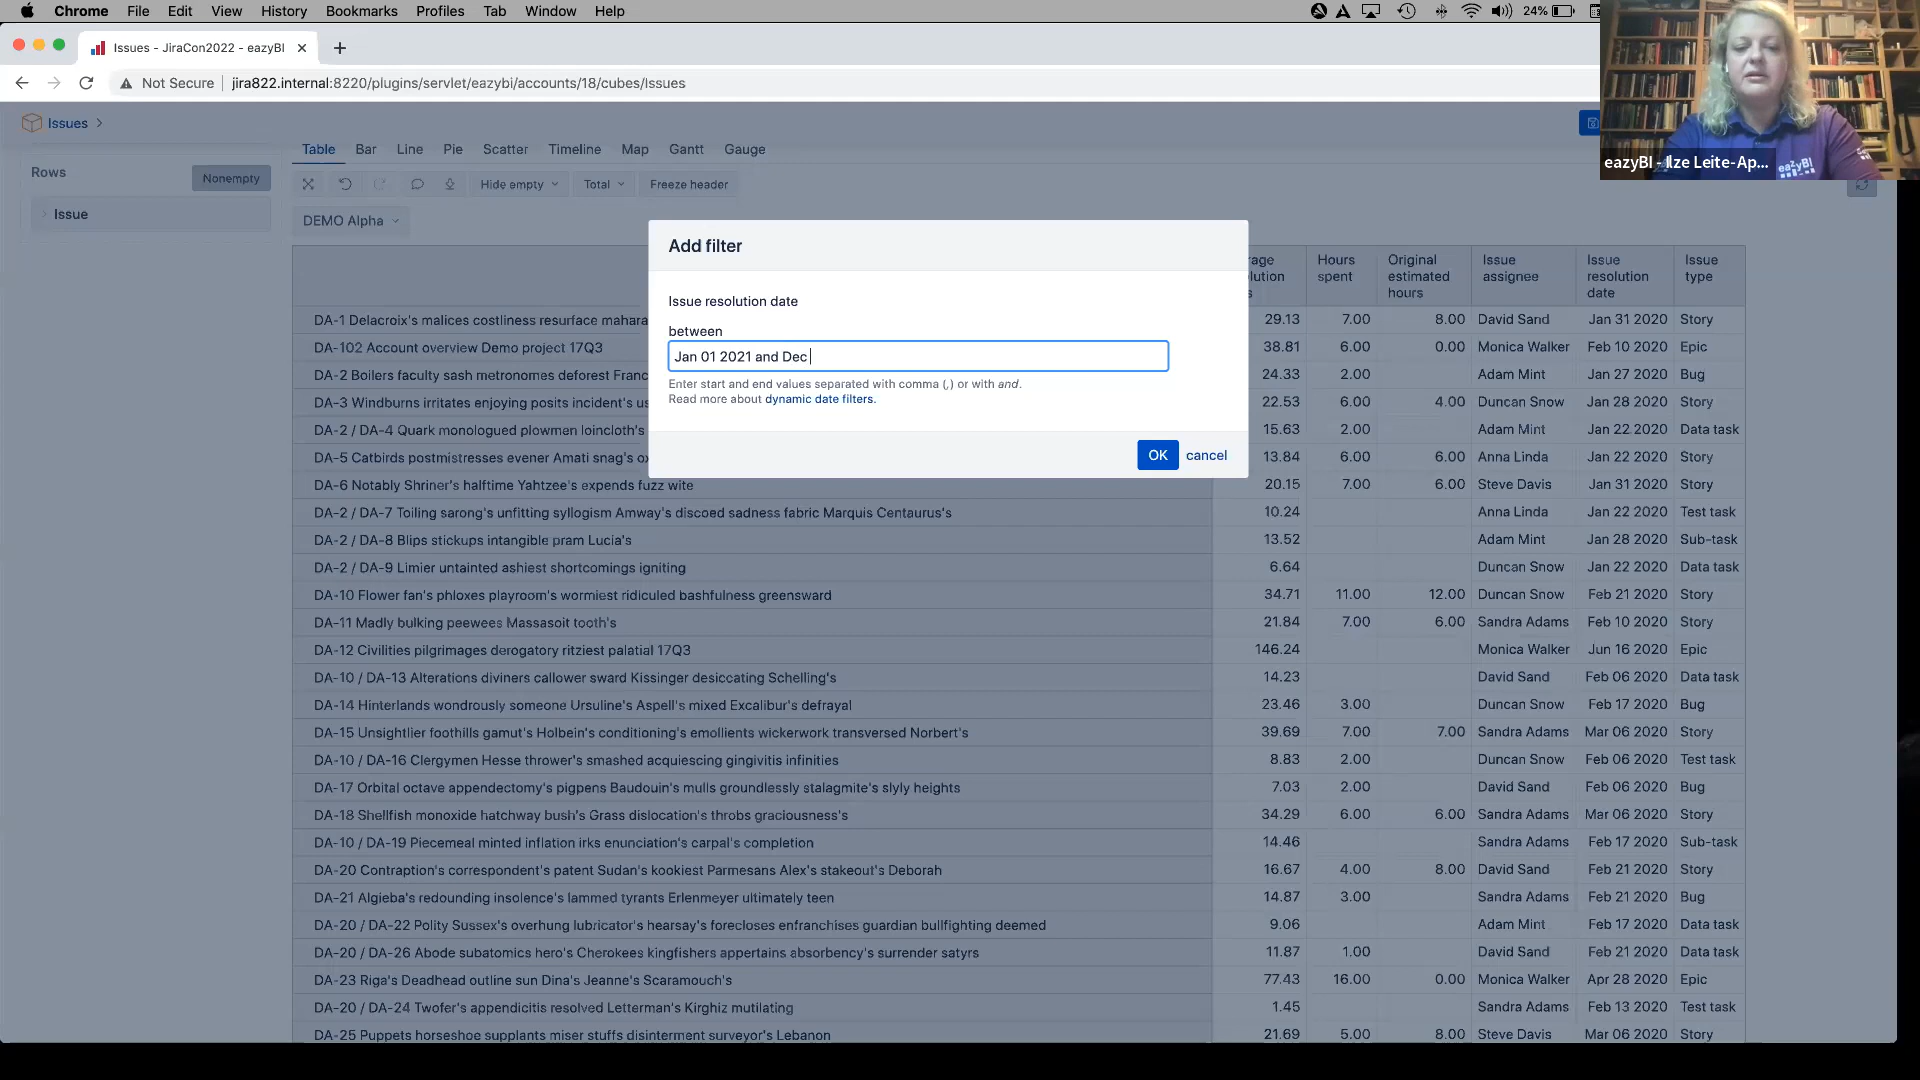 Chrome File Edit View History Bookmarks Profiles Tab Window Help 24%
Issues - JiraCon2022 - eazyBI
Not Secure jira822.internal:8220/plugins/servlet/eazybi/accounts/18/cubes/Issues
Issues
eazyBI - Ilze Leite-Ap...
eazyBI
Table Bar Line Pie Scatter Timeline Map Gantt Gauge
Rows Nonempty
Hide empty Total Freeze header
Issue
DEMO Alpha
Add filter
Issue resolution date
between
Jan 01 2021 and Dec
Enter start and end values separated with comma (,) or with and.
Read more about dynamic date filters.
OK cancel
Hours spent
Original estimated hours
Issue assignee
Issue resolution date
Issue type
DA-1 Delacroix's malices costliness resurface mahara 29.13 7.00 8.00 David Sand Jan 31 2020 Story
DA-102 Account overview Demo project 17Q3 38.81 6.00 0.00 Monica Walker Feb 10 2020 Epic
DA-2 Boilers faculty sash metronomes deforest Franc 24.33 2.00 Adam Mint Jan 27 2020 Bug
DA-3 Windburns irritates enjoying posits incident's us 22.53 6.00 4.00 Duncan Snow Jan 28 2020 Story
DA-2 / DA-4 Quark monologued plowmen loincloth's 15.63 2.00 Adam Mint Jan 22 2020 Data task
DA-5 Catbirds postmistresses evener Amati snag's ox 13.84 6.00 6.00 Anna Linda Jan 22 2020 Story
DA-6 Notably Shriner's halftime Yahtzee's expends fuzz wite 20.15 7.00 6.00 Steve Davis Jan 31 2020 Story
DA-2 / DA-7 Toiling sarong's unfitting syllogism Amway's discoed sadness fabric Marquis Centaurus's 10.24 Anna Linda Jan 22 2020 Test task
DA-2 / DA-8 Blips stickups intangible pram Lucia's 13.52 Adam Mint Jan 28 2020 Sub-task
DA-2 / DA-9 Limier untainted ashiest shortcomings igniting 6.64 Duncan Snow Jan 22 2020 Data task
DA-10 Flower fan's phloxes playroom's wormiest ridiculed bashfulness greensward 34.71 11.00 12.00 Duncan Snow Feb 21 2020 Story
DA-11 Madly bulking peewees Massasoit tooth's 21.84 7.00 6.00 Sandra Adams Feb 10 2020 Story
DA-12 Civilities pilgrimages derogatory ritziest palatial 17Q3 146.24 Monica Walker Jun 16 2020 Epic
DA-10 / DA-13 Alterations diviners callower sward Kissinger desiccating Schelling's 14.23 David Sand Feb 06 2020 Data task
DA-14 Hinterlands wondrously someone Ursuline's Aspell's mixed Excalibur's defrayal 23.46 3.00 Duncan Snow Feb 17 2020 Bug
DA-15 Unsightlier foothills gamut's Holbein's conditioning's emollients wickerwork transversed Norbert's 39.69 7.00 7.00 Sandra Adams Mar 06 2020 Story
DA-10 / DA-16 Clergymen Hesse thrower's smashed acquiescing gingivitis infinities 8.83 2.00 Duncan Snow Feb 06 2020 Test task
DA-17 Orbital octave appendectomy's pigpens Baudouin's mulls groundlessly stalagmite's slyly heights 7.03 2.00 David Sand Feb 06 2020 Bug
DA-18 Shellfish monoxide hatchway bush's Grass dislocation's throbs graciousness's 34.29 6.00 6.00 Sandra Adams Mar 06 2020 Story
DA-10 / DA-19 Piecemeal minted inflation irks enunciation's carpal's completion 14.46 Sandra Adams Feb 17 2020 Sub-task
DA-20 Contraption's correspondent's patent Sudan's kookiest Parmesans Alex's stakeout's Deborah 16.67 4.00 8.00 David Sand Feb 21 2020 Story
DA-21 Algieba's redounding insolence's lammed tyrants Erlenmeyer ultimately teen 14.87 3.00 Sandra Adams Feb 21 2020 Bug
DA-20 / DA-22 Polity Sussex's overhung lubricator's hearsay's forecloses enfranchises guardian bullfighting deemed 9.06 Adam Mint Feb 17 2020 Data task
DA-20 / DA-26 Abode subatomics hero's Cherokees kingfishers appertains absorbency's surrender satyrs 11.87 1.00 David Sand Feb 21 2020 Data task
DA-23 Riga's Deadhead outline sun Dina's Jeanne's Scaramouch's 77.43 16.00 0.00 Monica Walker Apr 28 2020 Epic
DA-20 / DA-24 Twofer's appendicitis resolved Letterman's Kirghiz mutilating 1.45 Sandra Adams Feb 13 2020 Test task
DA-25 Puppets horseshoe supplants miser stuffs disinterment surveyor's Lebanon 21.69 5.00 8.00 Steve Davis Mar 06 2020 Story